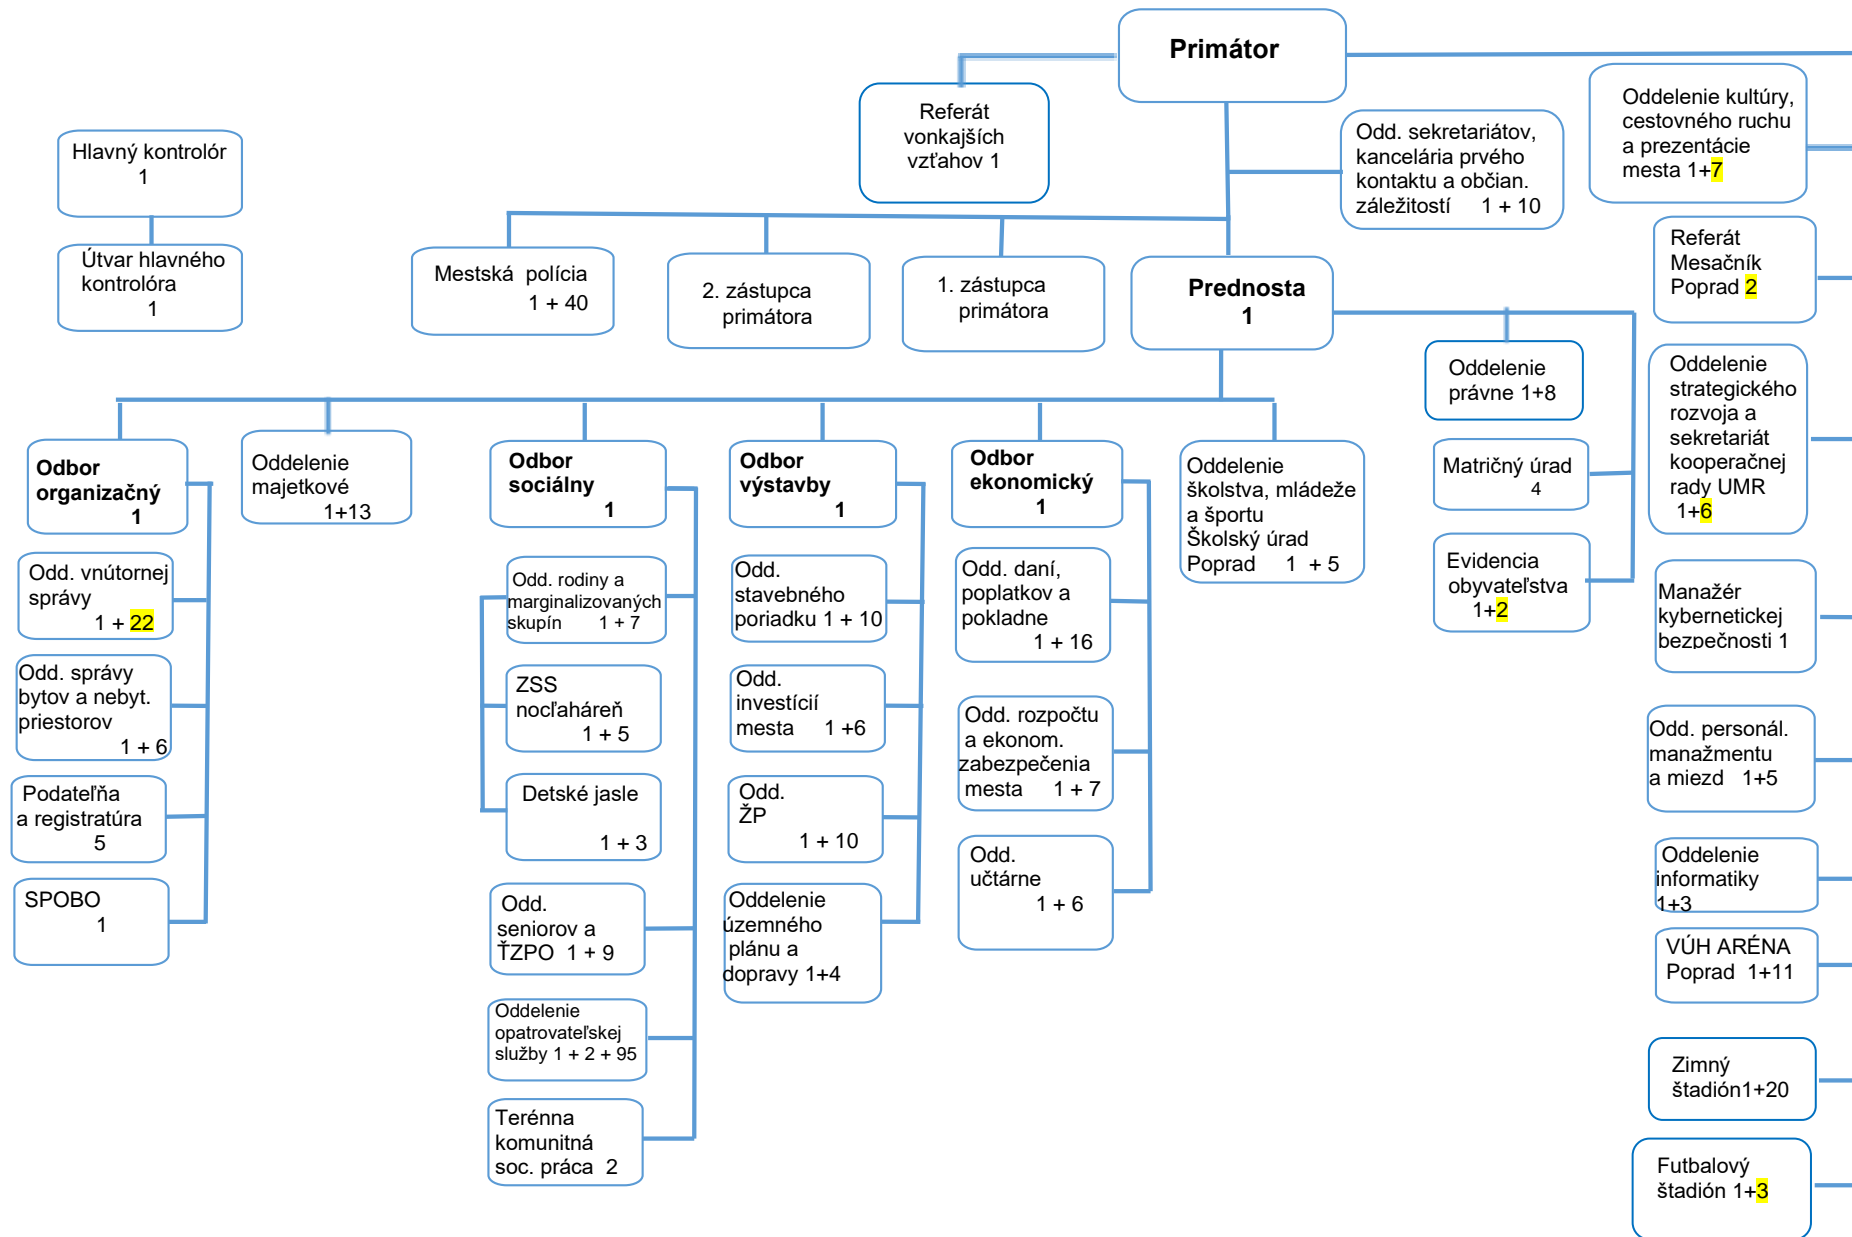 Primátor
Referát
vonkajších
vzťahov 1
Odd. sekretariátov,
kancelária prvého
kontaktu a občian.
záležitostí 1 + 10
Oddelenie kultúry,
cestovného ruchu
a prezentácie
mesta 1+7
Hlavný kontrolór
1
Útvar hlavného
kontrolóra
1
Mestská polícia
1 + 40
2. zástupca
primátora
1. zástupca
primátora
Prednosta
1
Referát
Mesačník
Poprad 2
Oddelenie
právne 1+8
Matričný úrad
4
Evidencia
obyvateľstva
1+2
Oddelenie
strategického
rozvoja a
sekretariát
kooperačnej
rady UMR
1+6
Odbor
organizačný
1
Oddelenie
majetkové
1+13
Odbor
sociálny
1
Odbor
výstavby
1
Odbor
ekonomický
1
Oddelenie
školstva, mládeže
a športu
Školský úrad
Poprad 1 + 5
Odd. vnútornej
správy
1 + 22
Odd. správy
bytov a nebyt.
priestorov
1 + 6
Podateľňa
a registratúra
5
SPOBO
1
Odd. rodiny a
marginalizovaných
skupín 1 + 7
ZSS
nocľaháreň
1 + 5
Detské jasle
1 + 3
Odd.
seniorov a
ŤZPO 1 + 9
Oddelenie
opatrovateľskej
služby 1 + 2 + 95
Terénna
komunitná
soc. práca 2
Odd.
stavebného
poriadku 1 + 10
Odd.
investícií
mesta 1 +6
Odd.
ŽP
1 + 10
Oddelenie
územného
plánu a
dopravy 1+4
Odd. daní,
poplatkov a
pokladne
1 + 16
Odd. rozpočtu
a ekonom.
zabezpečenia
mesta 1 + 7
Odd.
učtárne
1 + 6
Manažér
kybernetickej
bezpečnosti 1
Odd. personál.
manažmentu
a miezd 1+5
Oddelenie
informatiky
1+3
VÚH ARÉNA
Poprad 1+11
Zimný
štadión1+20
Futbalový
štadión 1+3